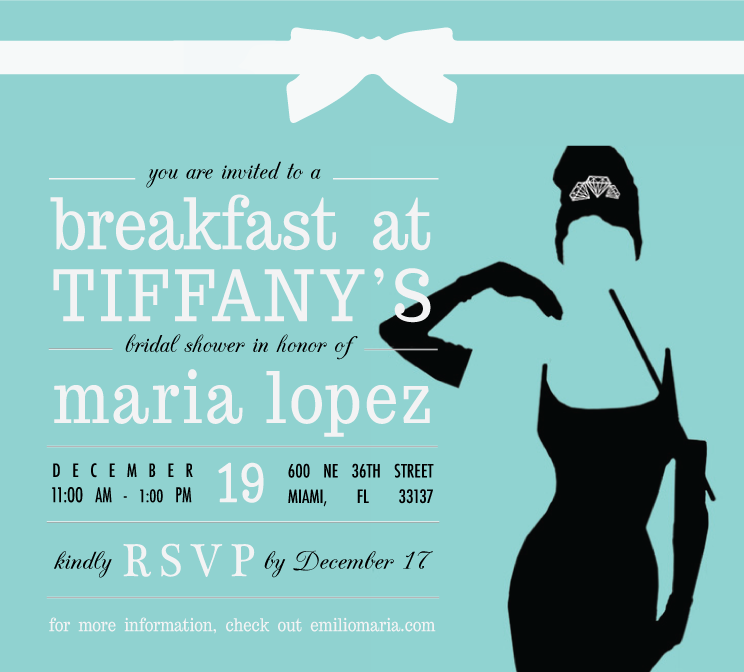 you are invited to a
breakfast at
TIFFANY'S
bridal shower in honor of
maria lopez
DECEMBER
11:00 AM - 1:00 PM
19
600 NE 36TH STREET
MIAMI, FL 33137
kindly RSVP by December 17
for more information, check out emiliomaria.com